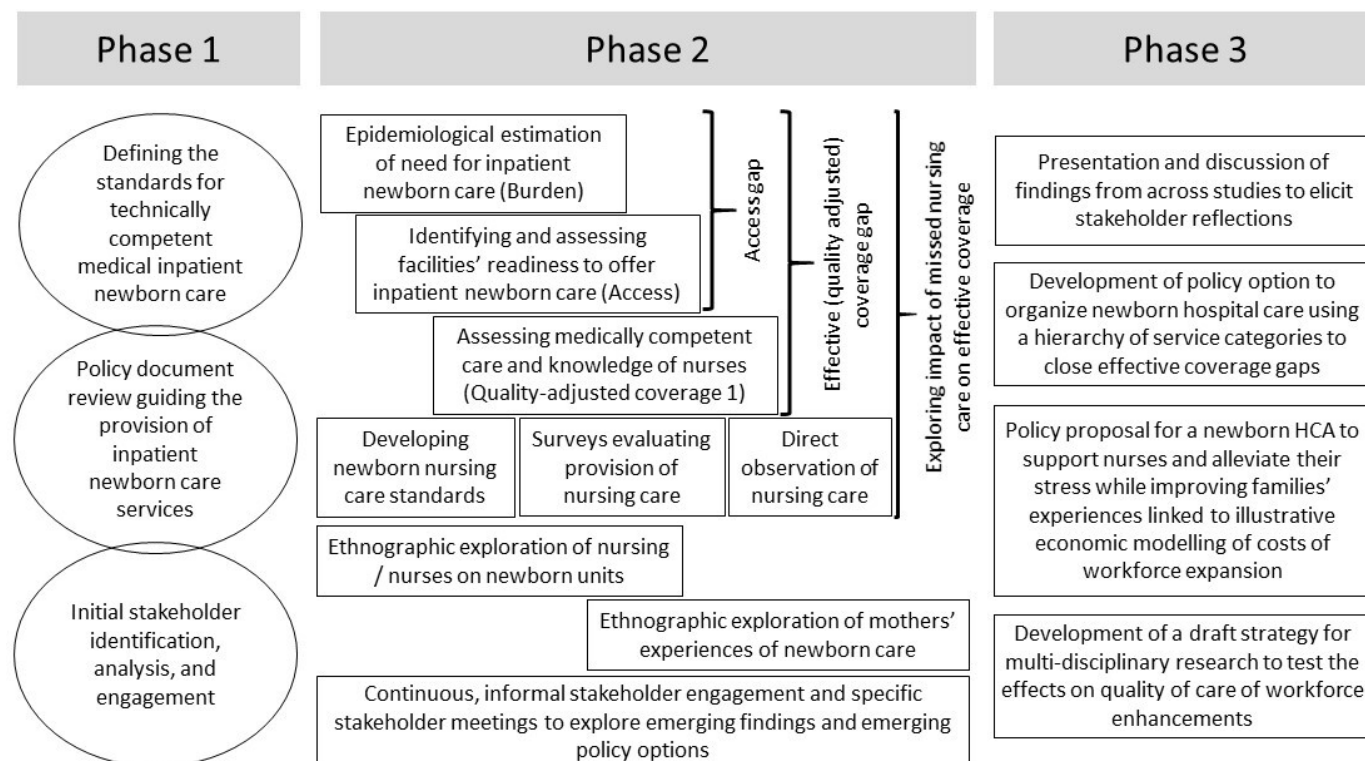 Phase 1
Defining the
standards for
technically
competent
medical inpatient
newborn care
Policy document
review guiding the
provision of
inpatient
newborn care
services
Initial stakeholder
identification,
analysis, and
engagement
Phase 2
Epidemiological estimation
of need for inpatient
newborn care (Burden)
Identifying and assessing
facilities’ readiness to offer
inpatient newborn care (Access)
Assessing medically competent
care and knowledge of nurses
(Quality-adjusted coverage 1)
Developing
newborn nursing
care standards
Surveys evaluating
provision of
nursing care
Direct
observation of
nursing care
Access gap
Effective (quality adjusted)
coverage gap
Exploring impact of missed nursing
care on effective coverage
Ethnographic exploration of nursing
/ nurses on newborn units
Ethnographic exploration of mothers’
experiences of newborn care
Continuous, informal stakeholder engagement and specific
stakeholder meetings to explore emerging findings and emerging
policy options
Phase 3
Presentation and discussion of
findings from across studies to elicit
stakeholder reflections
Development of policy option to
organize newborn hospital care using
a hierarchy of service categories to
close effective coverage gaps
Policy proposal for a newborn HCA to
support nurses and alleviate their
stress while improving families’
experiences linked to illustrative
economic modelling of costs of
workforce expansion
Development of a draft strategy for
multi-disciplinary research to test the
effects on quality of care of workforce
enhancements